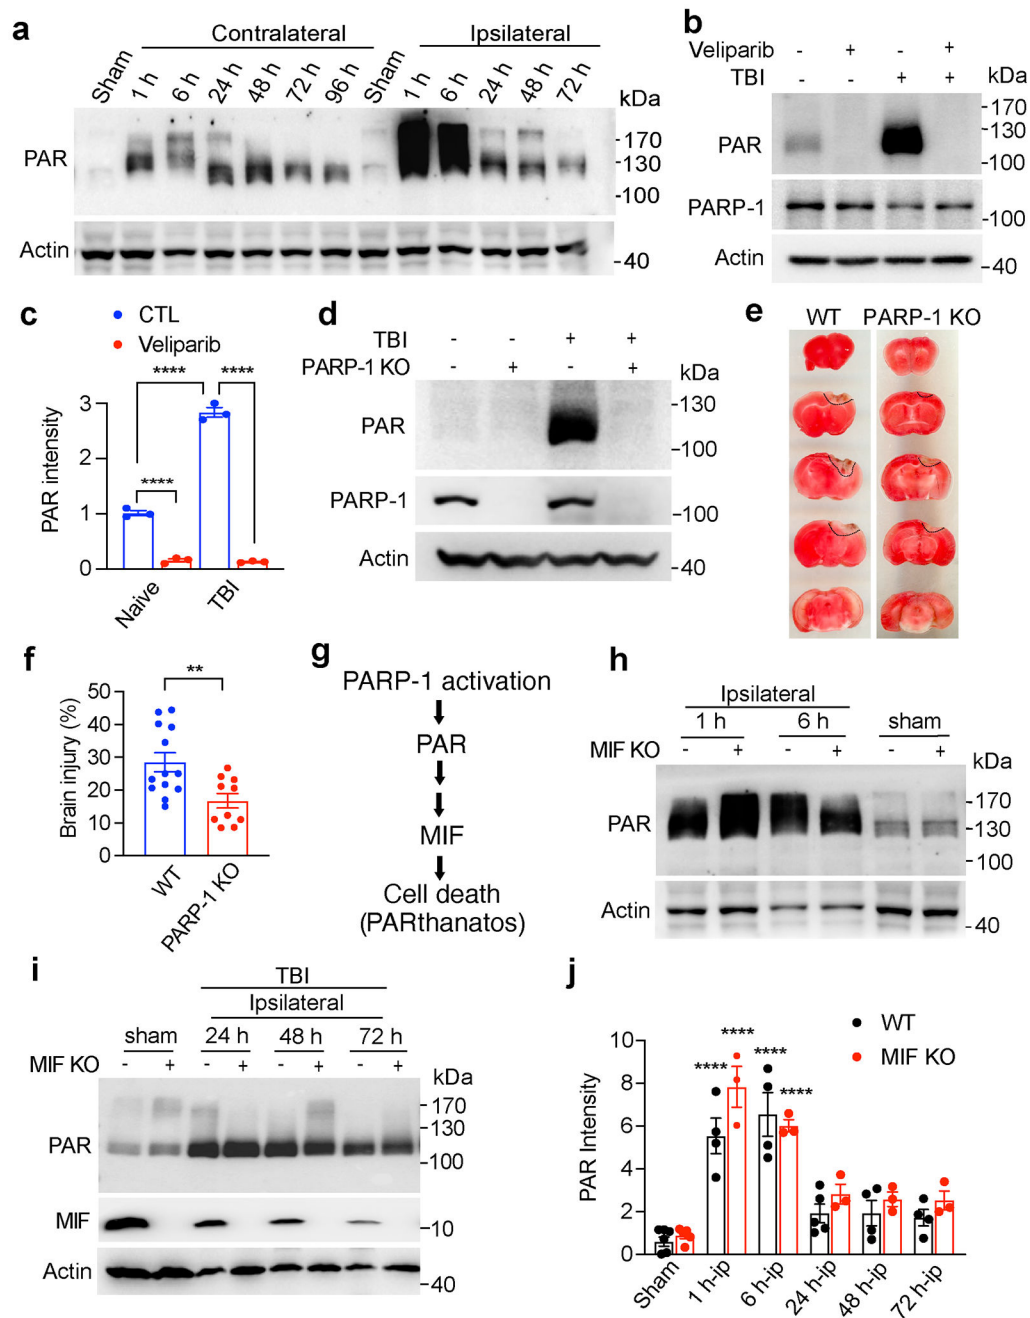 a
Contralateral
Ipsilateral
Sham 1 h 6 h 24 h 48 h 72 h 96 h Sham 1 h 6 h 24 h 48 h 72 h
kDa
PAR
-170
-130
-100
Actin
-40
b
Veliparib - + - +
TBI - - + +
kDa
PAR
-170
-130
-100
PARP-1
-100
Actin
-40
c
CTL
Veliparib
**** ****
****
PAR intensity
3
2
1
0
Naive TBI
d
TBI - - + +
PARP-1 KO - + - +
kDa
PAR
-130
-100
PARP-1
-100
Actin
-40
e
WT PARP-1 KO
f
**
Brain injury (%)
50
40
30
20
10
0
WT PARP-1 KO
g
PARP-1 activation
PAR
MIF
Cell death
(PARthanatos)
h
Ipsilateral
1 h 6 h sham
MIF KO - + - + - +
kDa
PAR
-170
-130
-100
Actin
-40
i
TBI
Ipsilateral
sham 24 h 48 h 72 h
MIF KO - + - + - + - +
kDa
PAR
-170
-130
-100
MIF
-10
Actin
-40
j
WT
MIF KO
****
**** ****
****
PAR Intensity
10
8
6
4
2
0
Sham 1 h-ip 6 h-ip 24 h-ip 48 h-ip 72 h-ip